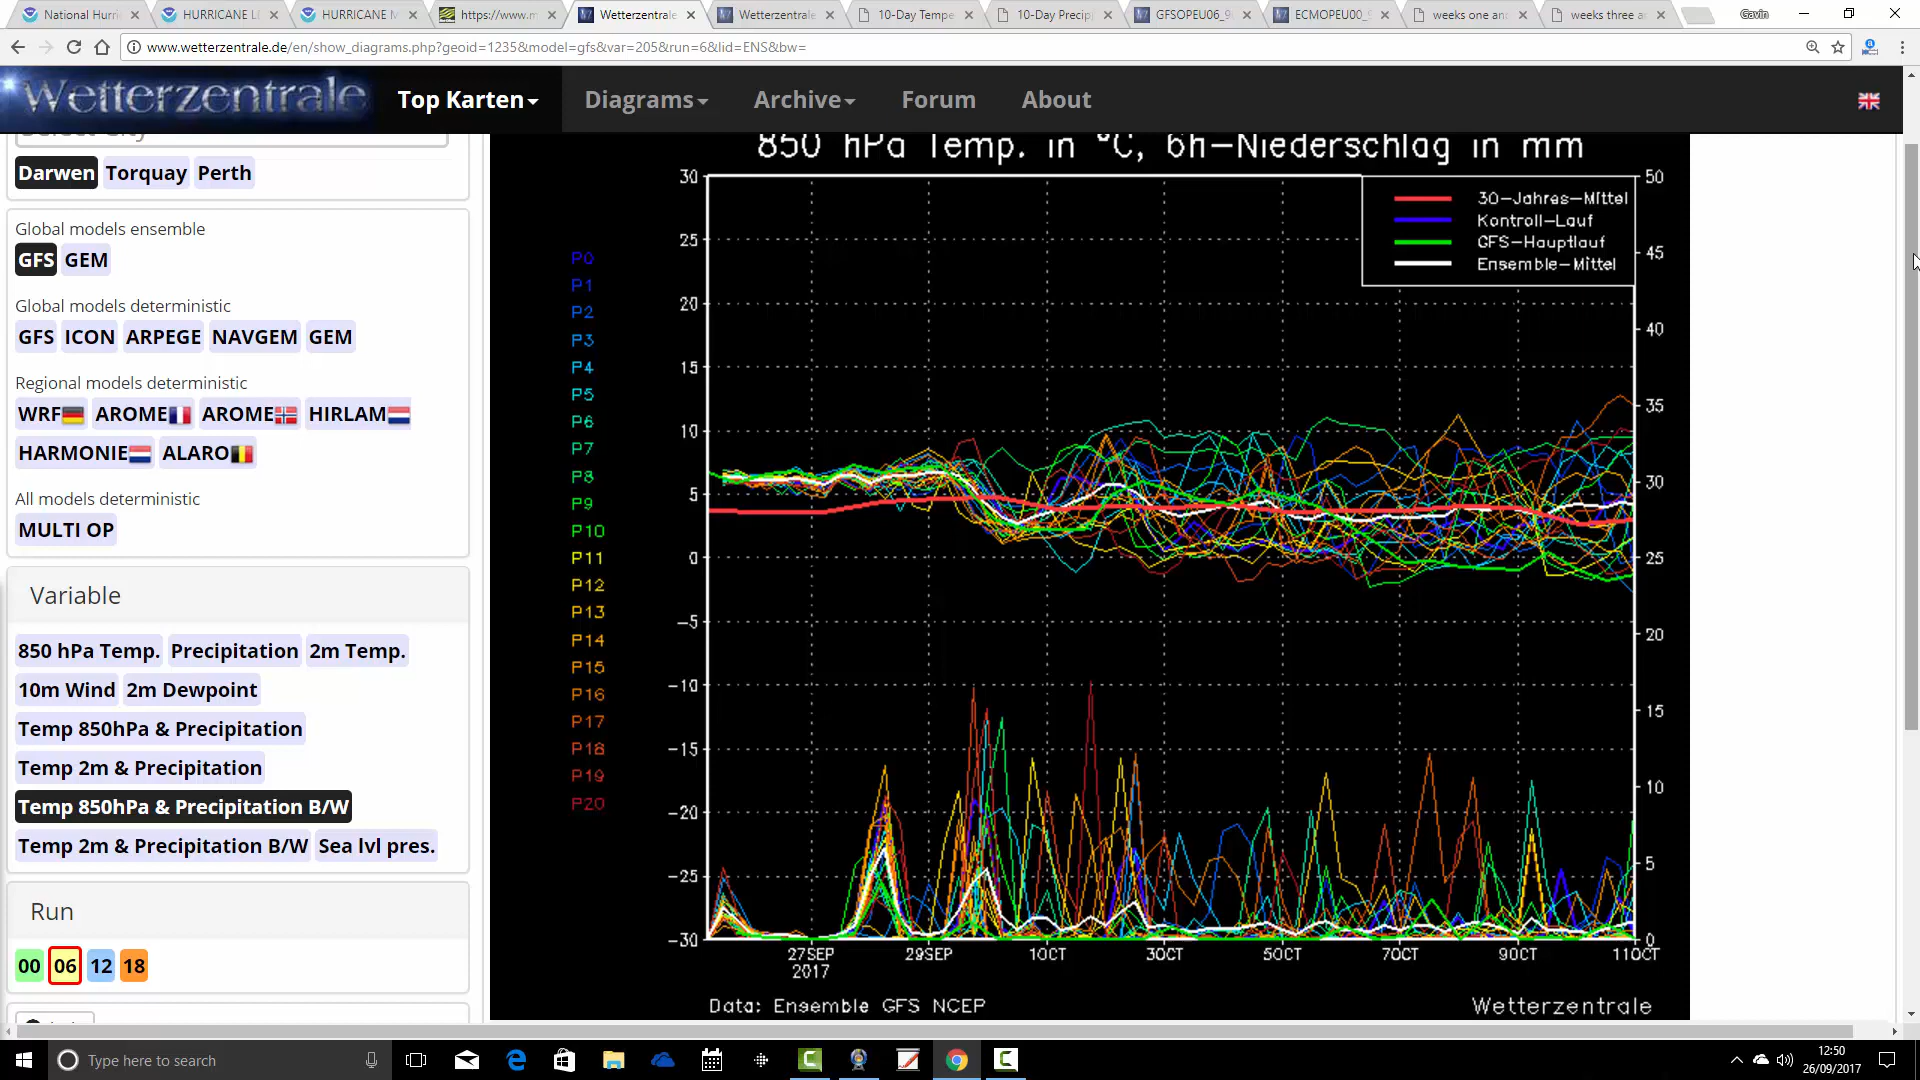 National Hurri
HURRICANE L
HURRICANE M
https://www.m
Wetterzentrale
Wetterzentrale
10-Day Tempe
10-Day Precip
GFSOPEU06_9
ECMOPEU00_9
weeks one an
weeks three a
Gavin
www.wetterzentrale.de/en/show_diagrams.php?geoid=1235&model=gfs&var=205&run=6&lid=ENS&bw=
Wetterzentrale
Top Karten
Diagrams
Archive
Forum
About
Select City
Darwen Torquay Perth
Global models ensemble
GFS GEM
Global models deterministic
GFS ICON ARPEGE NAVGEM GEM
Regional models deterministic
WRF AROME AROME HIRLAM
HARMONIE ALARO
All models deterministic
MULTI OP
Variable
850 hPa Temp. Precipitation 2m Temp.
10m Wind 2m Dewpoint
Temp 850hPa & Precipitation
Temp 2m & Precipitation
Temp 850hPa & Precipitation B/W
Temp 2m & Precipitation B/W Sea lvl pres.
Run
00 06 12 18
850 hPa Temp. in °C, 6h-Niederschlag in mm
30-Jahres-Mittel
Kontroll-Lauf
GFS-Hauptlauf
Ensemble-Mittel
P0
P1
P2
P3
P4
P5
P6
P7
P8
P9
P10
P11
P12
P13
P14
P15
P16
P17
P18
P19
P20
30
25
20
15
10
5
0
-5
-10
-15
-20
-25
-30
50
45
40
35
30
25
20
15
10
5
0
27SEP 29SEP 1OCT 3OCT 5OCT 7OCT 9OCT 11OCT
2017
Data: Ensemble GFS NCEP
Wetterzentrale
Type here to search
12:50
26/09/2017